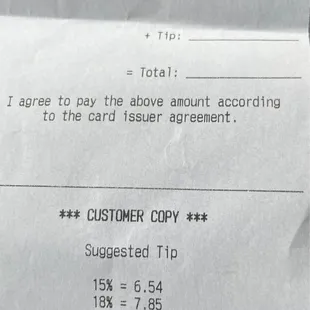 + Tip: ____________
= Total: ____________
I agree to pay the above amount according
to the card issuer agreement.
*** CUSTOMER COPY ***
Suggested Tip
15% = 6.54
18% = 7.85